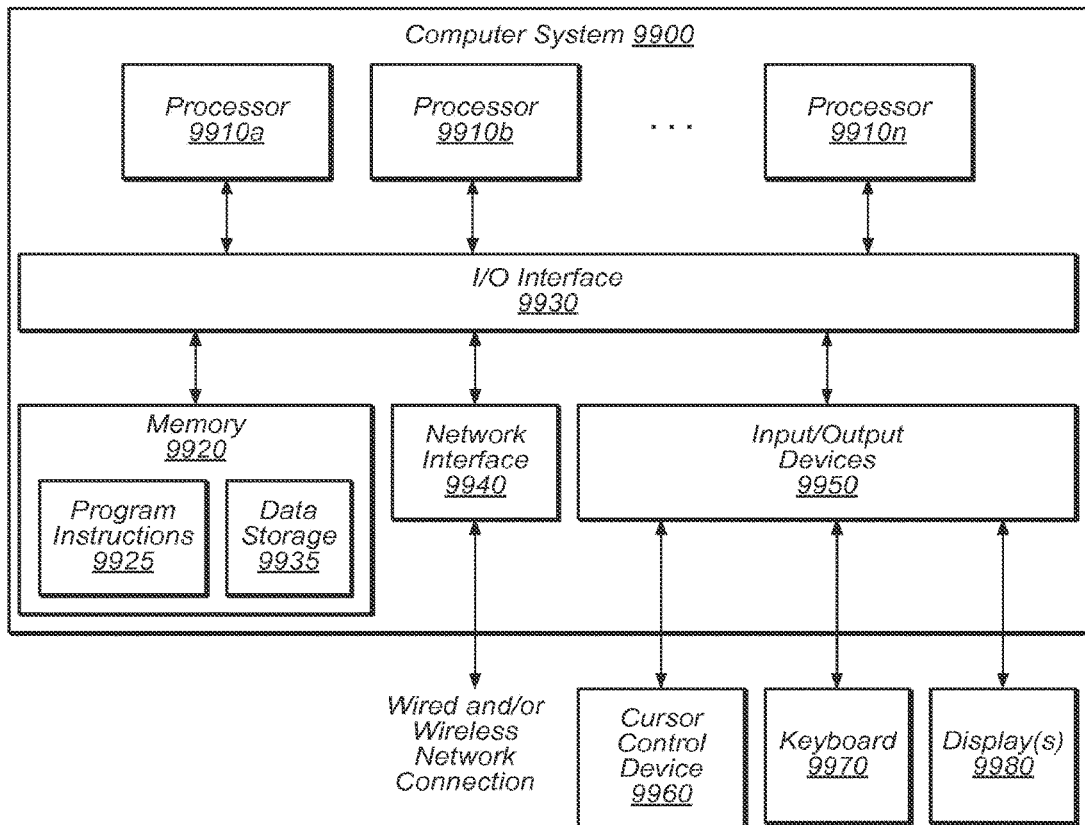 Computer System 9900
Processor
9910a
Processor
9910b
. . .
Processor
9910n
I/O Interface
9930
Memory
9920
Program
Instructions
9925
Data
Storage
9935
Network
Interface
9940
Input/Output
Devices
9950
Wired and/or
Wireless
Network
Connection
Cursor
Control
Device
9960
Keyboard
9970
Display(s)
9980